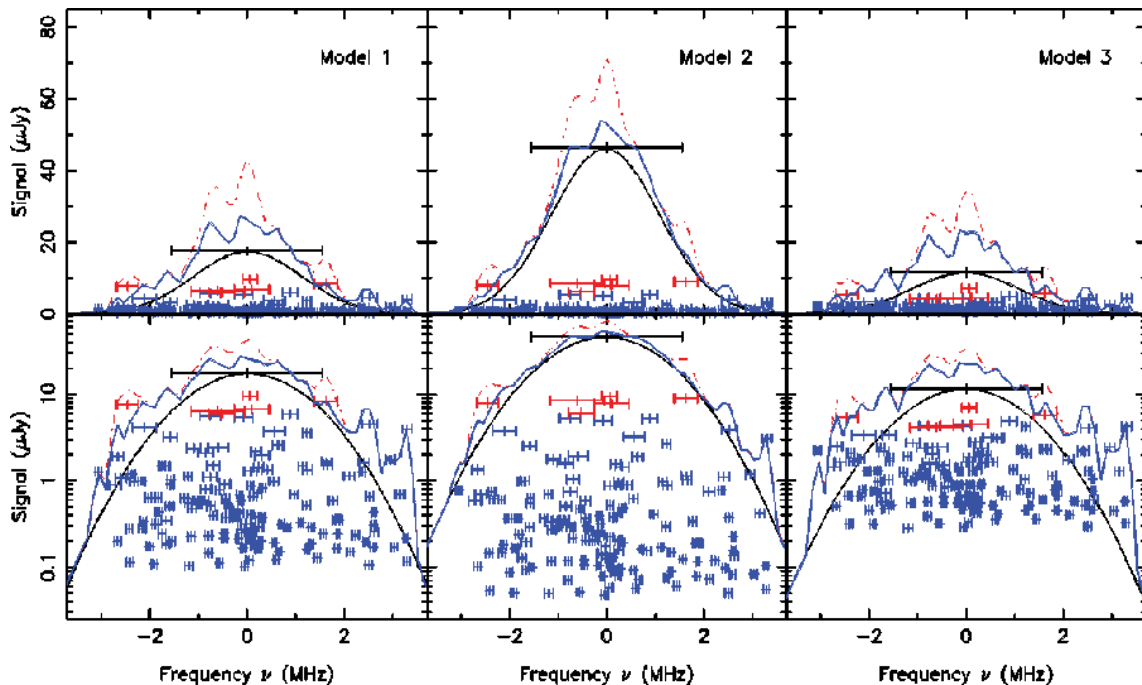 80
60
40
20
0
Signal (μJy)
Model 1
Model 2
Model 3
10
1
0.1
Signal (μJy)
−2 0 2 −2 0 2 −2 0 2
Frequency ν (MHz) Frequency ν (MHz) Frequency ν (MHz)